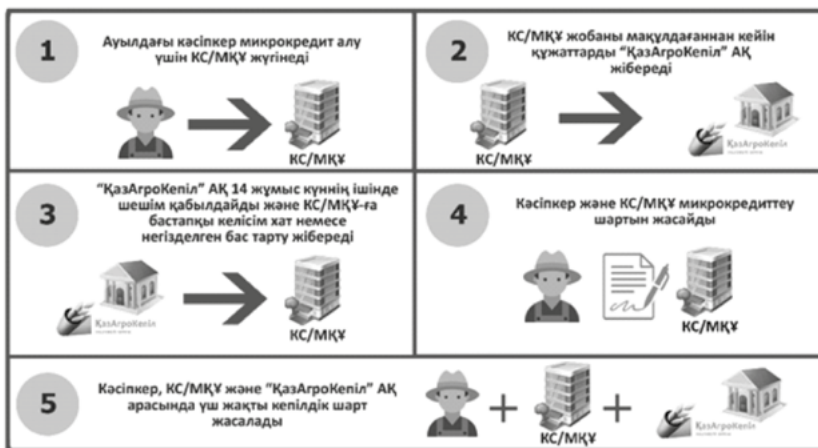 1
Ауылдағы кәсіпкер микрокредит алу
үшін КС/МҚҰ жүгінеді
КС/МҚҰ
2
КС/МҚҰ жобаны мақұлдағаннан кейін
құжаттарды “ҚазАгроКепіл” АҚ
жібереді
КС/МҚҰ
ҚазАгроКепіл
3
“ҚазАгроКепіл” АҚ 14 жұмыс күннің ішінде
шешім қабылдайды және КС/МҚҰ-ға
бастапқы келісім хат немесе
негізделген бас тарту жібереді
ҚазАгроКепіл
КС/МҚҰ
4
Кәсіпкер және КС/МҚҰ микрокредиттеу
шартын жасайды
КС/МҚҰ
5
Кәсіпкер, КС/МҚҰ және “ҚазАгроКепіл” АҚ
арасында үш жақты кепілдік шарт
жасалады
+
КС/МҚҰ
+
ҚазАгроКепіл